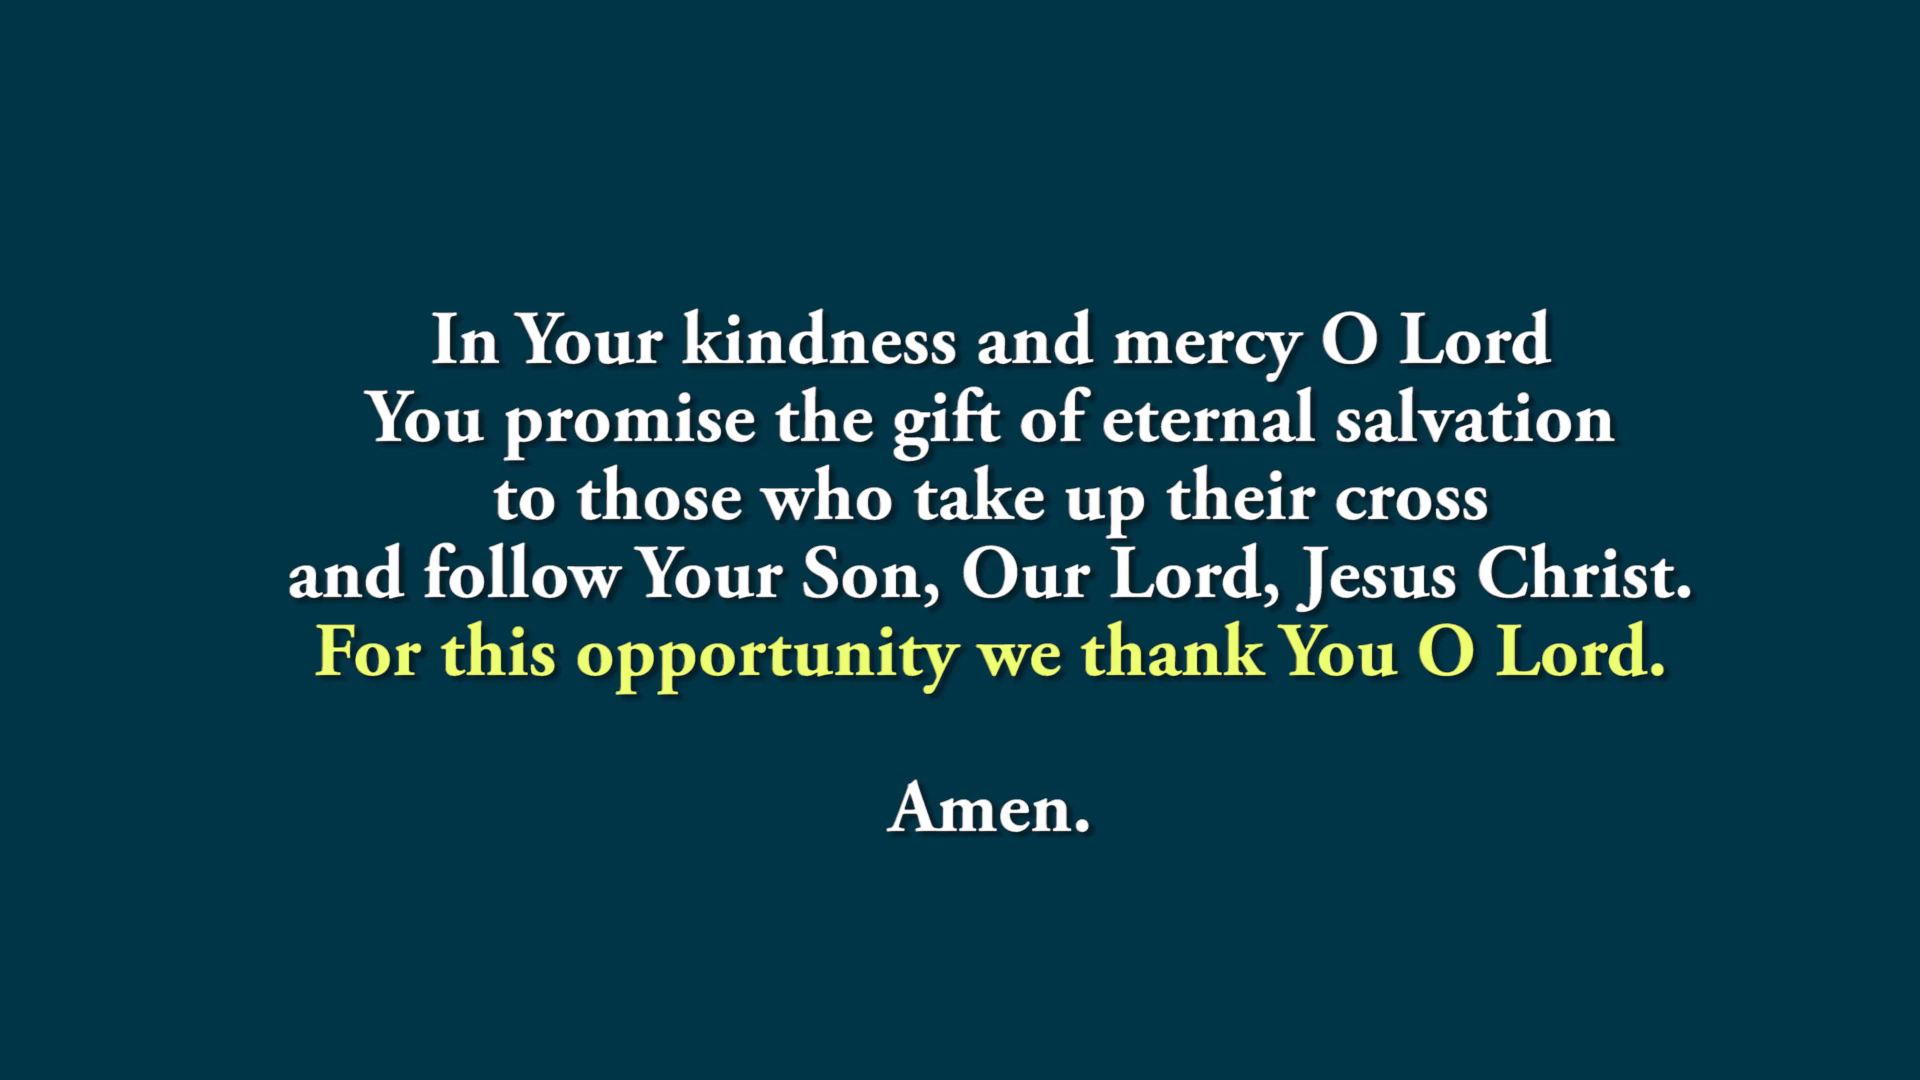 In Your kindness and mercy O Lord
You promise the gift of eternal salvation
to those who take up their cross
and follow Your Son, Our Lord, Jesus Christ.
For this opportunity we thank You O Lord.
Amen.